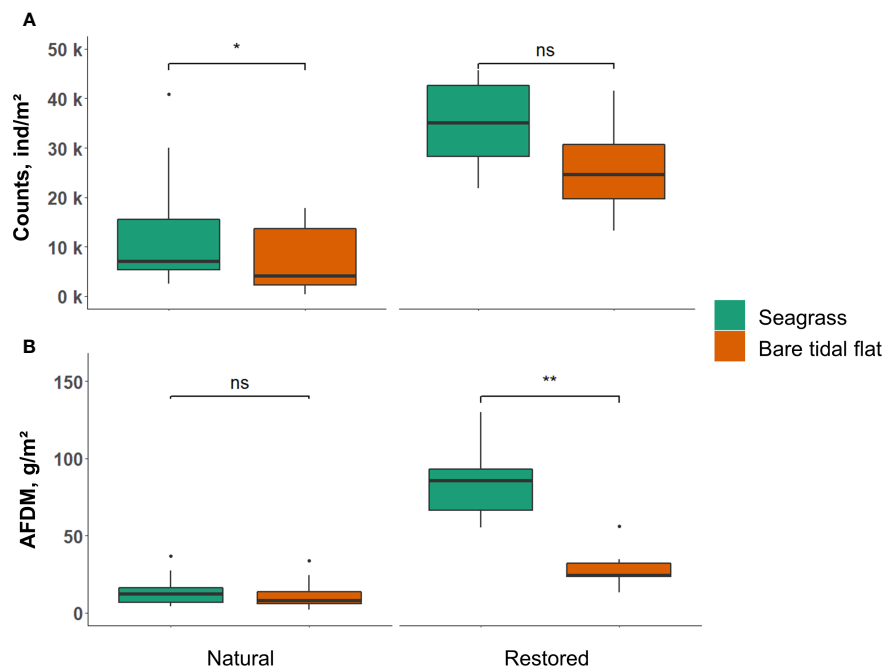 A
Counts, ind/m²
50 k
40 k
30 k
20 k
10 k
0 k
*
ns
Seagrass
Bare tidal flat
B
AFDM, g/m²
150
100
50
0
ns
**
Natural
Restored